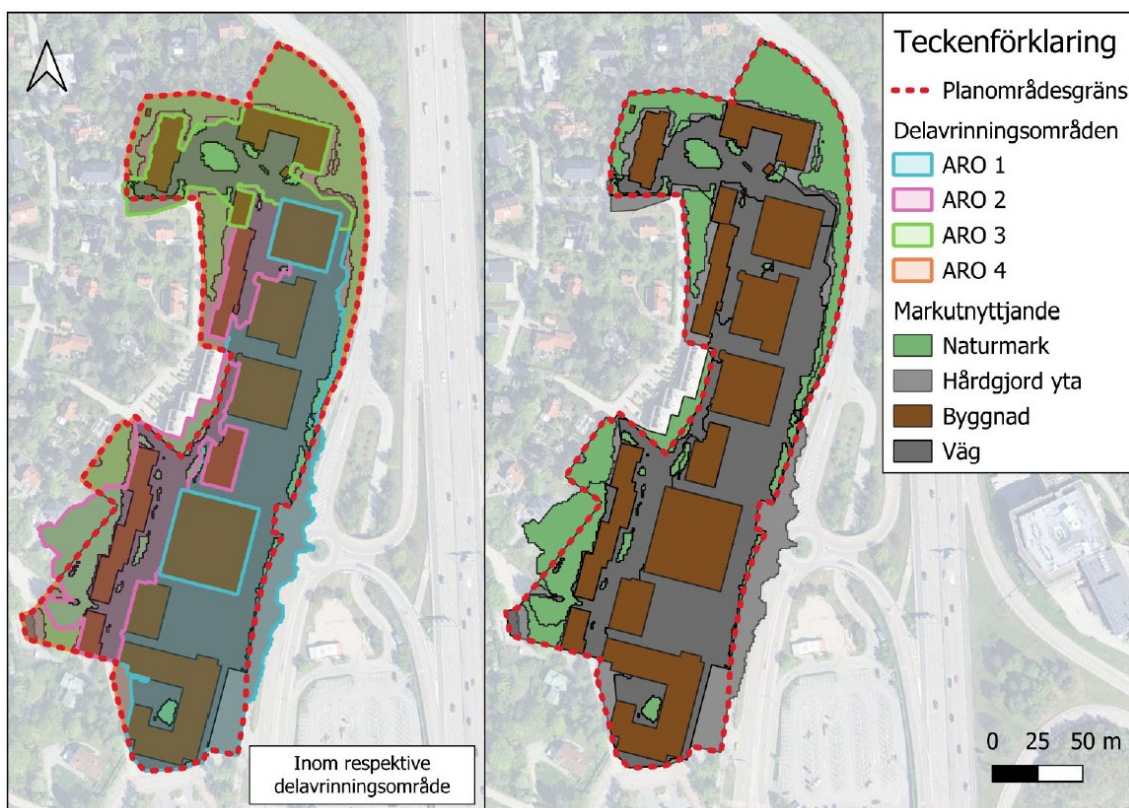 Teckenförklaring
Planområdesgräns
Delavrinningsområden
ARO 1
ARO 2
ARO 3
ARO 4
Markutnyttjande
Naturmark
Hårdgjord yta
Byggnad
Väg
Inom respektive
delavrinningsområde
0 25 50 m